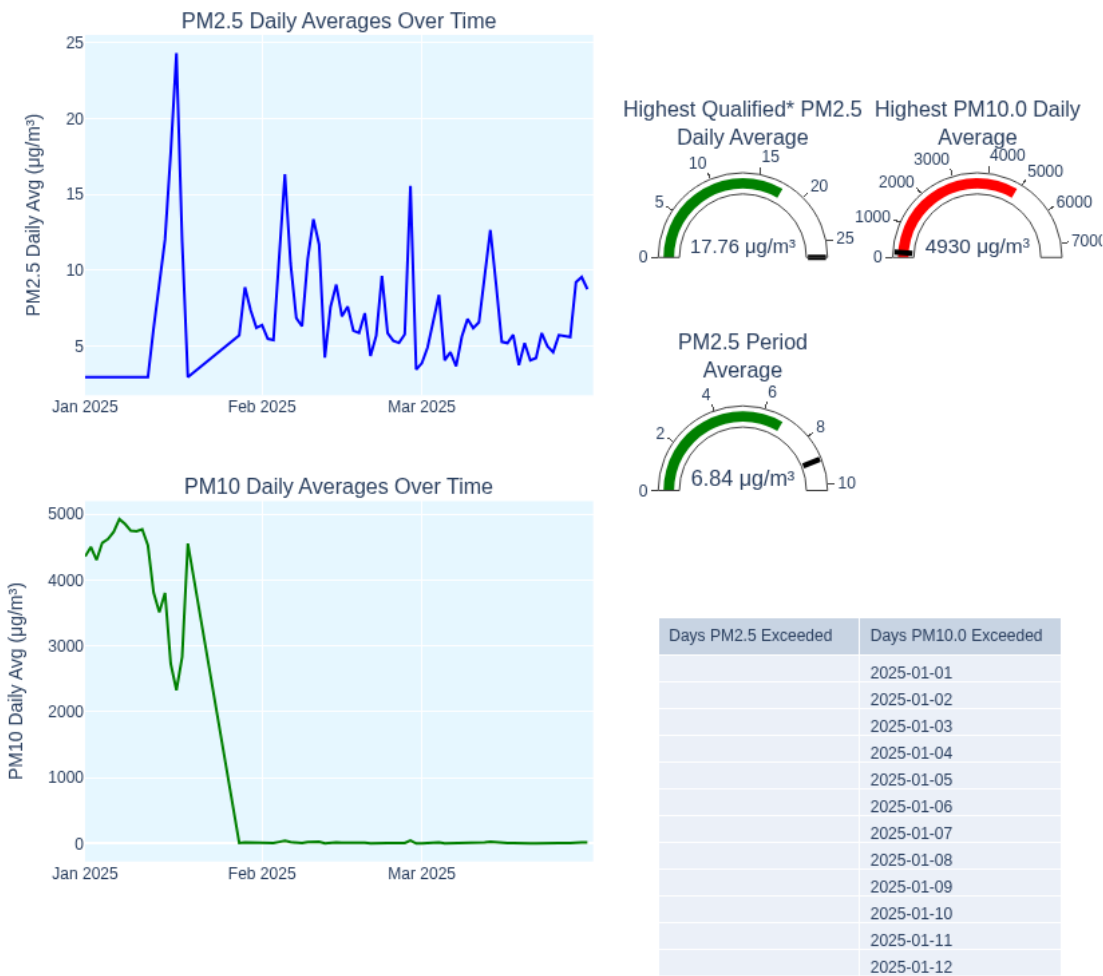 PM2.5 Daily Averages Over Time
25
20
15
10
5
PM2.5 Daily Avg (µg/m³)
Jan 2025 Feb 2025 Mar 2025
Highest Qualified* PM2.5
Daily Average
0 5 10 15 20 25
17.76 µg/m³
Highest PM10.0 Daily
Average
0 1000 2000 3000 4000 5000 6000 7000
4930 µg/m³
PM2.5 Period
Average
0 2 4 6 8 10
6.84 µg/m³
PM10 Daily Averages Over Time
5000
4000
3000
2000
1000
0
PM10 Daily Avg (µg/m³)
Jan 2025 Feb 2025 Mar 2025
Days PM2.5 Exceeded Days PM10.0 Exceeded
2025-01-01
2025-01-02
2025-01-03
2025-01-04
2025-01-05
2025-01-06
2025-01-07
2025-01-08
2025-01-09
2025-01-10
2025-01-11
2025-01-12